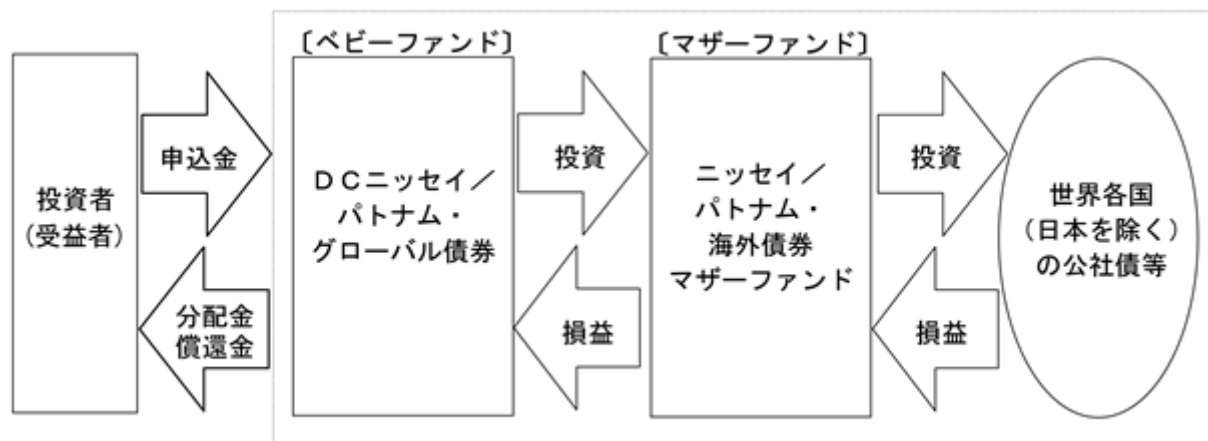 〔ベビーファンド〕
〔マザーファンド〕
投資者
（受益者）
申込金
分配金
償還金
ＤＣニッセイ／
パトナム・
グローバル債券
投資
損益
ニッセイ／
パトナム・
海外債券
マザーファンド
投資
損益
世界各国
（日本を除く）
の公社債等